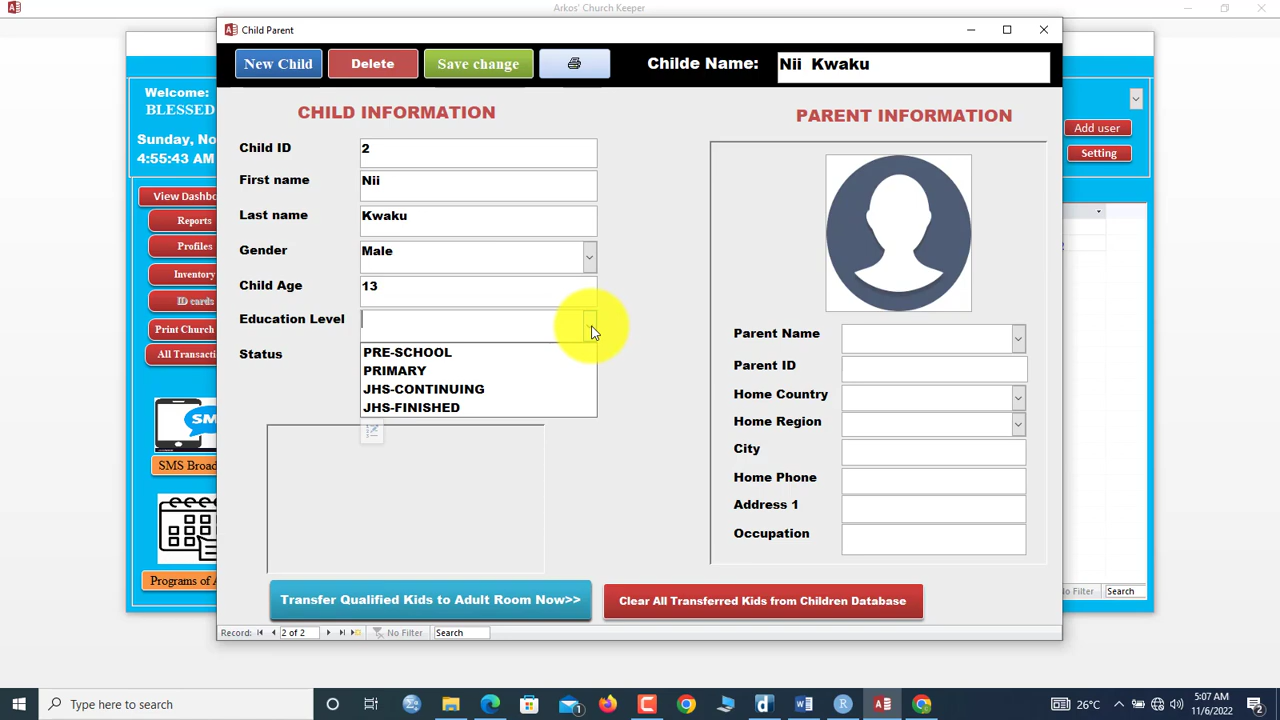 Arkos' Church Keeper
Child Parent
New Child
Delete
Save change
Childe Name:
Nii Kwaku
Welcome:
BLESSED
Sunday, No
4:55:43 AM
Add user
Setting
CHILD INFORMATION
PARENT INFORMATION
Child ID
2
First name
Nii
Last name
Kwaku
Gender
Male
Child Age
13
Education Level
Status
PRE-SCHOOL
PRIMARY
JHS-CONTINUING
JHS-FINISHED
View Dashbo
Reports
Profiles
Inventory
ID cards
Print Church
All Transacti
SM
SMS Broad
Programs of A
Parent Name
Parent ID
Home Country
Home Region
City
Home Phone
Address 1
Occupation
Transfer Qualified Kids to Adult Room Now>>
Clear All Transferred Kids from Children Database
Record:
2 of 2
No Filter
Search
No Filter
Search
Type here to search
1
26°C
5:07 AM
11/6/2022
2